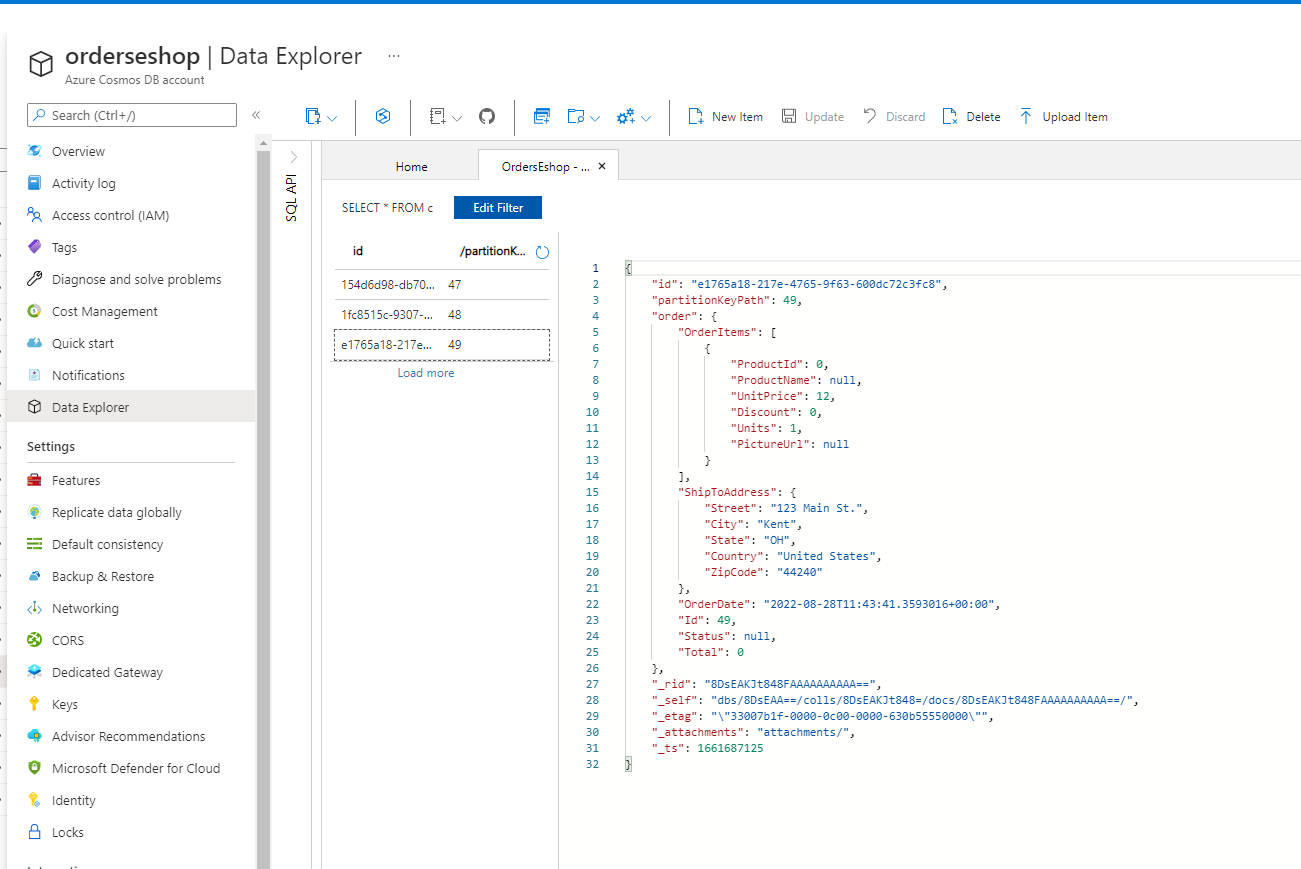 orderseshop | Data Explorer ...
Azure Cosmos DB account
Search (Ctrl+/)
«
Overview
Activity log
Access control (IAM)
Tags
Diagnose and solve problems
Cost Management
Quick start
Notifications
Data Explorer
Settings
Features
Replicate data globally
Default consistency
Backup & Restore
Networking
CORS
Dedicated Gateway
Keys
Advisor Recommendations
Microsoft Defender for Cloud
Identity
Locks
New Item Update Discard Delete Upload Item
SQL API
Home OrdersEshop - ... ×
SELECT * FROM c Edit Filter
id /partitionK...
154d6d98-db70... 47
1fc8515c-9307-... 48
e1765a18-217e... 49
Load more
1 {
2 "id": "e1765a18-217e-4765-9f63-600dc72c3fc8",
3 "partitionKeyPath": 49,
4 "order": {
5 "OrderItems": [
6 {
7 "ProductId": 0,
8 "ProductName": null,
9 "UnitPrice": 12,
10 "Discount": 0,
11 "Units": 1,
12 "PictureUrl": null
13 }
14 ],
15 "ShipToAddress": {
16 "Street": "123 Main St.",
17 "City": "Kent",
18 "State": "OH",
19 "Country": "United States",
20 "ZipCode": "44240"
21 },
22 "OrderDate": "2022-08-28T11:43:41.3593016+00:00",
23 "Id": 49,
24 "Status": null,
25 "Total": 0
26 },
27 "_rid": "8DsEAKJt848FAAAAAAAAAA==",
28 "_self": "dbs/8DsEAA==/colls/8DsEAKJt848=/docs/8DsEAKJt848FAAAAAAAAAA==/",
29 "_etag": "\"33007b1f-0000-0c00-0000-630b55550000\"",
30 "_attachments": "attachments/",
31 "_ts": 1661687125
32 }